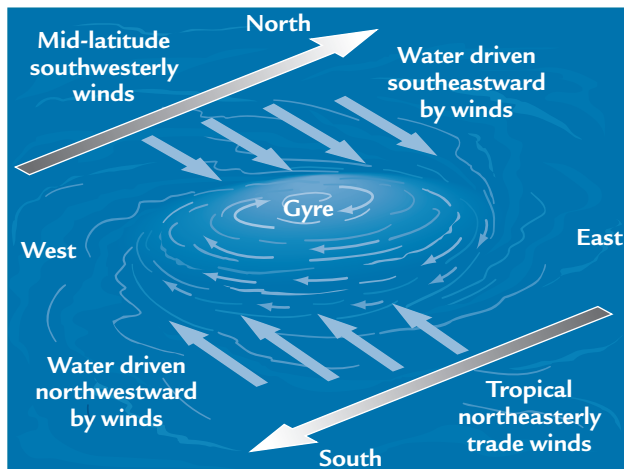 North
Mid-latitude
southwesterly
winds
Water driven
southeastward
by winds
Gyre
West
East
Water driven
northwestward
by winds
Tropical
northeasterly
trade winds
South